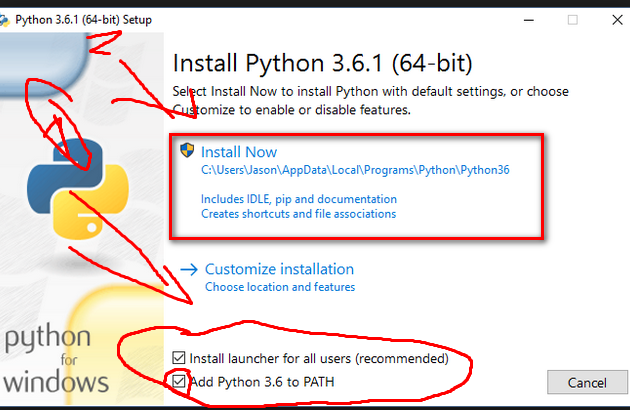 Python 3.6.1 (64-bit) Setup
Install Python 3.6.1 (64-bit)
Select Install Now to install Python with default settings, or choose
Customize to enable or disable features.
Install Now
C:\Users\Jason\AppData\Local\Programs\Python\Python36
Includes IDLE, pip and documentation
Creates shortcuts and file associations
Customize installation
Choose location and features
Install launcher for all users (recommended)
Add Python 3.6 to PATH
python
for
windows
Cancel